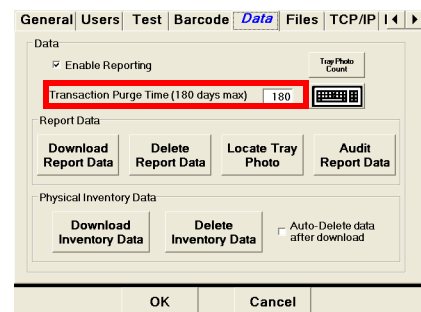 General Users Test Barcode Data Files TCP/IP I
Data
Enable Reporting
Tray Photo
Count
Transaction Purge Time (180 days max) 180
Report Data
Download
Report Data
Delete
Report Data
Locate Tray
Photo
Audit
Report Data
Physical Inventory Data
Download
Inventory Data
Delete
Inventory Data
Auto-Delete data
after download
OK Cancel